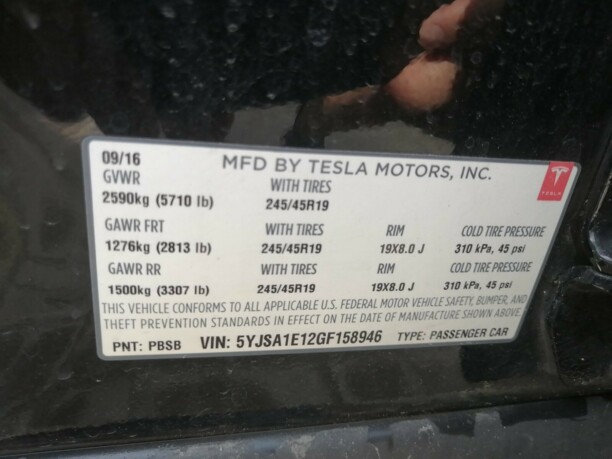 09/16 MFD BY TESLA MOTORS, INC.
GVWR WITH TIRES
2590kg (5710 lb) 245/45R19
TESLA
GAWR FRT WITH TIRES RIM COLD TIRE PRESSURE
1276kg (2813 lb) 245/45R19 19X8.0 J 310 kPa, 45 psi
GAWR RR WITH TIRES RIM COLD TIRE PRESSURE
1500kg (3307 lb) 245/45R19 19X8.0 J 310 kPa, 45 psi
THIS VEHICLE CONFORMS TO ALL APPLICABLE U.S. FEDERAL MOTOR VEHICLE SAFETY, BUMPER, AND
THEFT PREVENTION STANDARDS IN EFFECT ON THE DATE OF MANUFACTURE SHOWN ABOVE.
PNT: PBSB VIN: 5YJSA1E12GF158946 TYPE: PASSENGER CAR